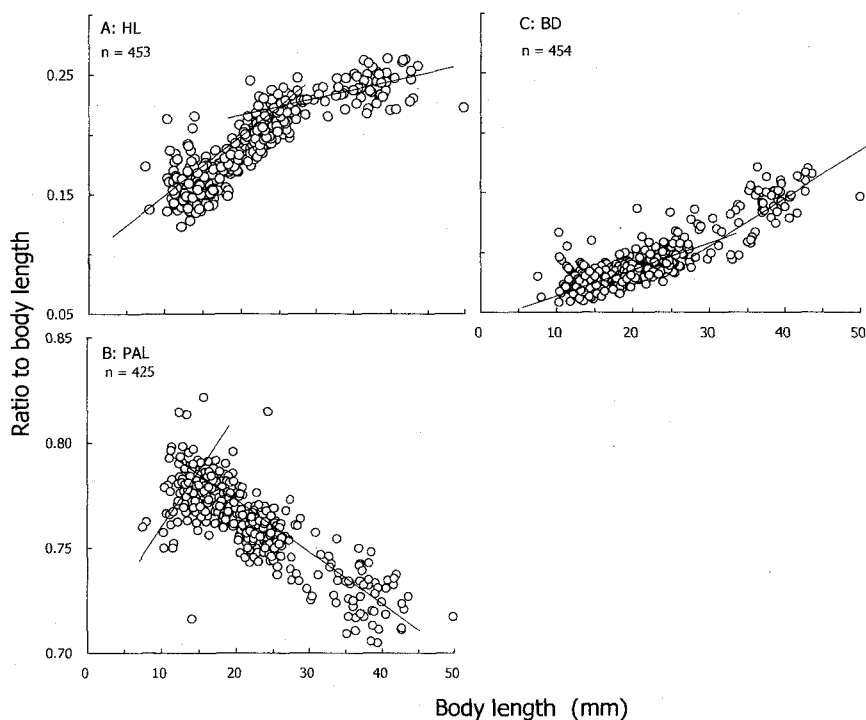 A: HL
n = 453
0.25
0.15
0.05
C: BD
n = 454
0 10 20 30 40 50
Ratio to body length
0.85
B: PAL
n = 425
0.80
0.75
0.70
0 10 20 30 40 50
Body length (mm)